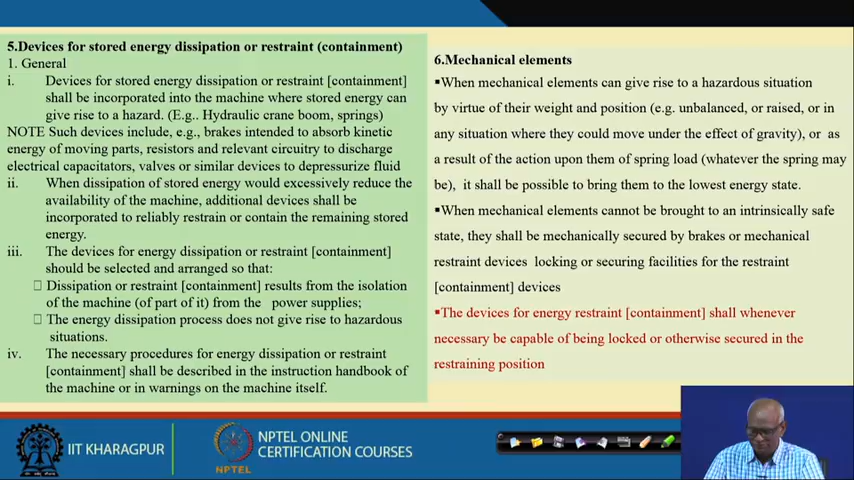 5.Devices for stored energy dissipation or restraint (containment)
1. General
i. Devices for stored energy dissipation or restraint [containment]
shall be incorporated into the machine where stored energy can
give rise to a hazard. (E.g.. Hydraulic crane boom, springs)
NOTE Such devices include, e.g., brakes intended to absorb kinetic
energy of moving parts, resistors and relevant circuitry to discharge
electrical capacitors, valves or similar devices to depressurize fluid
ii. When dissipation of stored energy would excessively reduce the
availability of the machine, additional devices shall be
incorporated to reliably restrain or contain the remaining stored
energy.
iii. The devices for energy dissipation or restraint [containment]
should be selected and arranged so that:
Dissipation or restraint [containment] results from the isolation
of the machine (of part of it) from the power supplies;
The energy dissipation process does not give rise to hazardous
situations.
iv. The necessary procedures for energy dissipation or restraint
[containment] shall be described in the instruction handbook of
the machine or in warnings on the machine itself.
6.Mechanical elements
▪When mechanical elements can give rise to a hazardous situation
by virtue of their weight and position (e.g. unbalanced, or raised, or in
any situation where they could move under the effect of gravity), or as
a result of the action upon them of spring load (whatever the spring may
be), it shall be possible to bring them to the lowest energy state.
▪When mechanical elements cannot be brought to an intrinsically safe
state, they shall be mechanically secured by brakes or mechanical
restraint devices locking or securing facilities for the restraint
[containment] devices
▪The devices for energy restraint [containment] shall whenever
necessary be capable of being locked or otherwise secured in the
restraining position
IIT KHARAGPUR
NPTEL
NPTEL ONLINE
CERTIFICATION COURSES